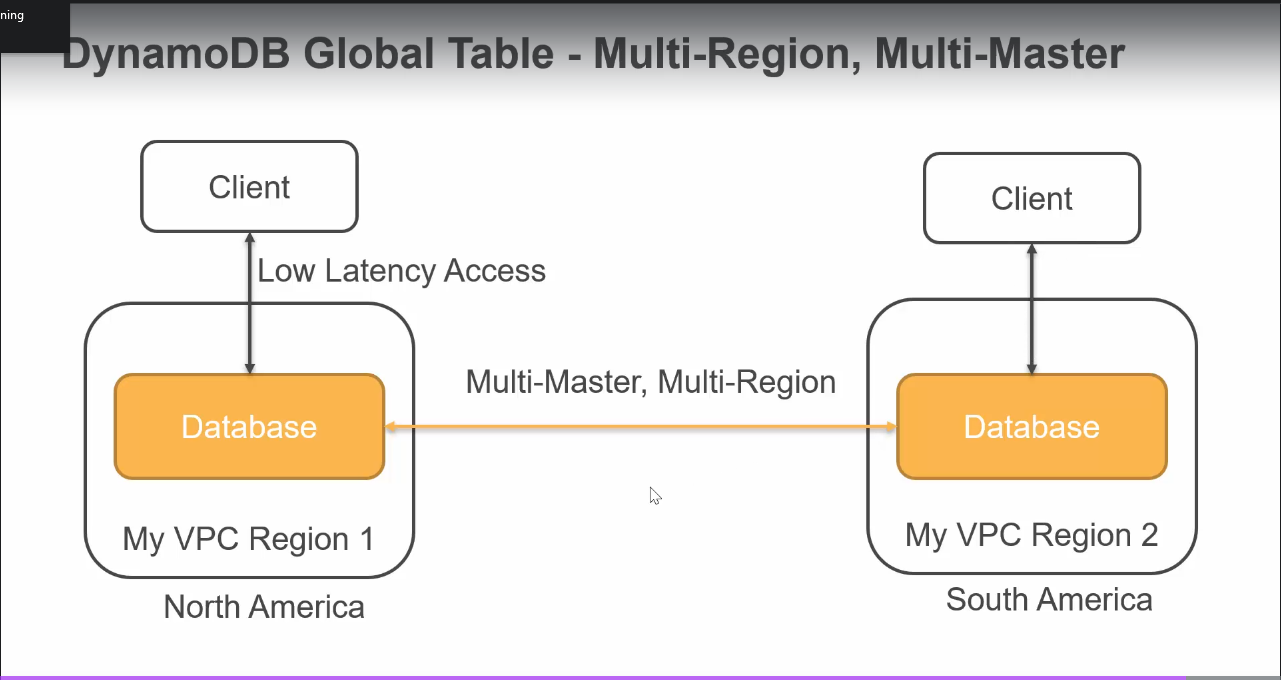 ning
DynamoDB Global Table - Multi-Region, Multi-Master
Client
Client
Low Latency Access
Multi-Master, Multi-Region
Database
Database
My VPC Region 1
My VPC Region 2
North America
South America